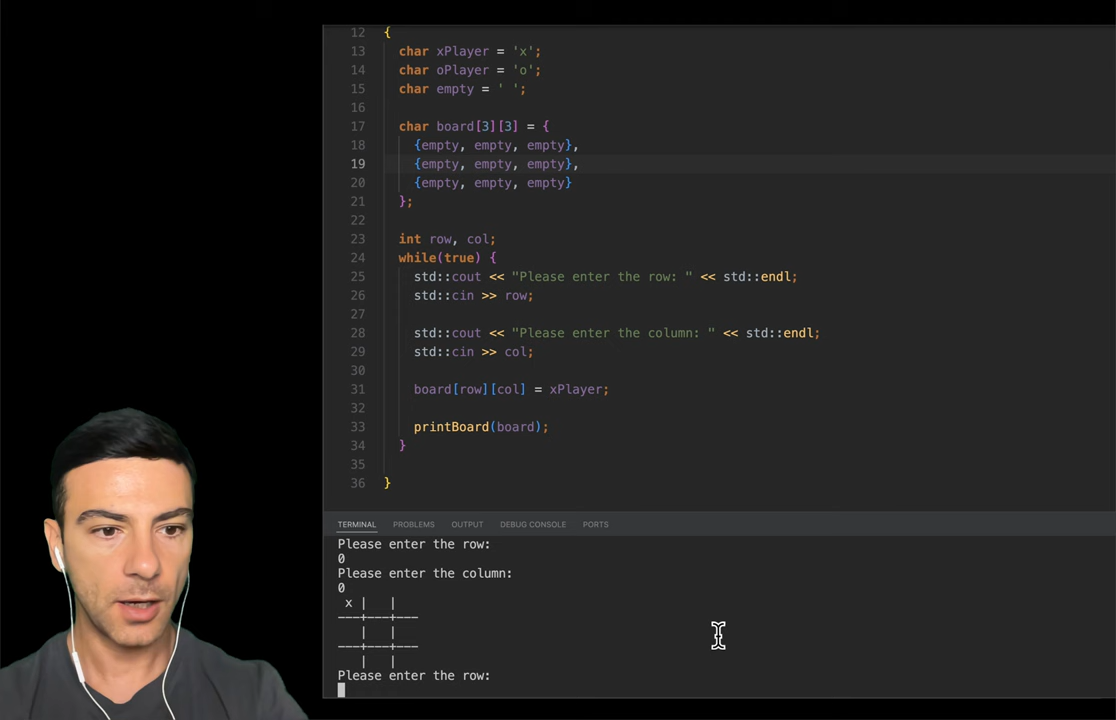 12 {
13 char xPlayer = 'x';
14 char oPlayer = 'o';
15 char empty = ' ';
16
17 char board[3][3] = {
18 {empty, empty, empty},
19 {empty, empty, empty},
20 {empty, empty, empty}
21 };
22
23 int row, col;
24 while(true) {
25 std::cout << "Please enter the row: " << std::endl;
26 std::cin >> row;
27
28 std::cout << "Please enter the column: " << std::endl;
29 std::cin >> col;
30
31 board[row][col] = xPlayer;
32
33 printBoard(board);
34 }
35
36 }
TERMINAL PROBLEMS OUTPUT DEBUG CONSOLE PORTS
Please enter the row:
0
Please enter the column:
0
 x |   |
---+---+---
   |   |
---+---+---
   |   |
Please enter the row: